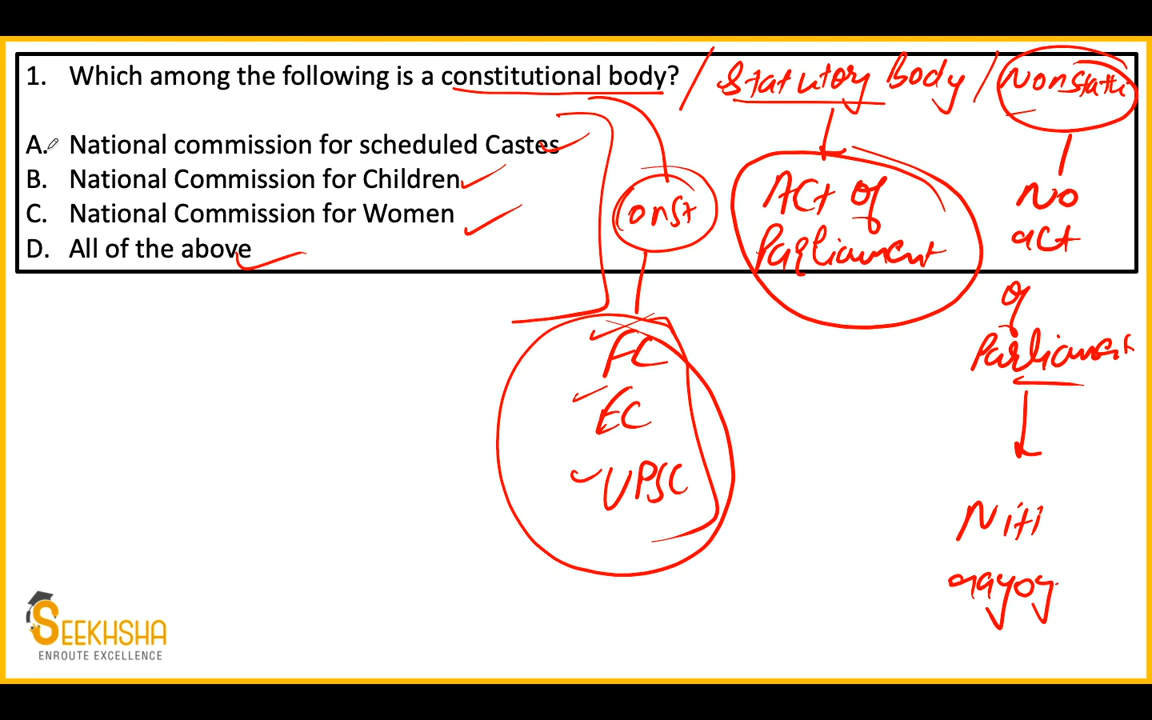 1. Which among the following is a constitutional body? / Statutory Body / Nonstatu
A. National commission for scheduled Castes
B. National Commission for Children
C. National Commission for Women
D. All of the above
Const
Act of
Parliament
No
act
of
Parliament
FC
EC
UPSC
Niti
aayog
SEEKHSHA
ENROUTE EXCELLENCE